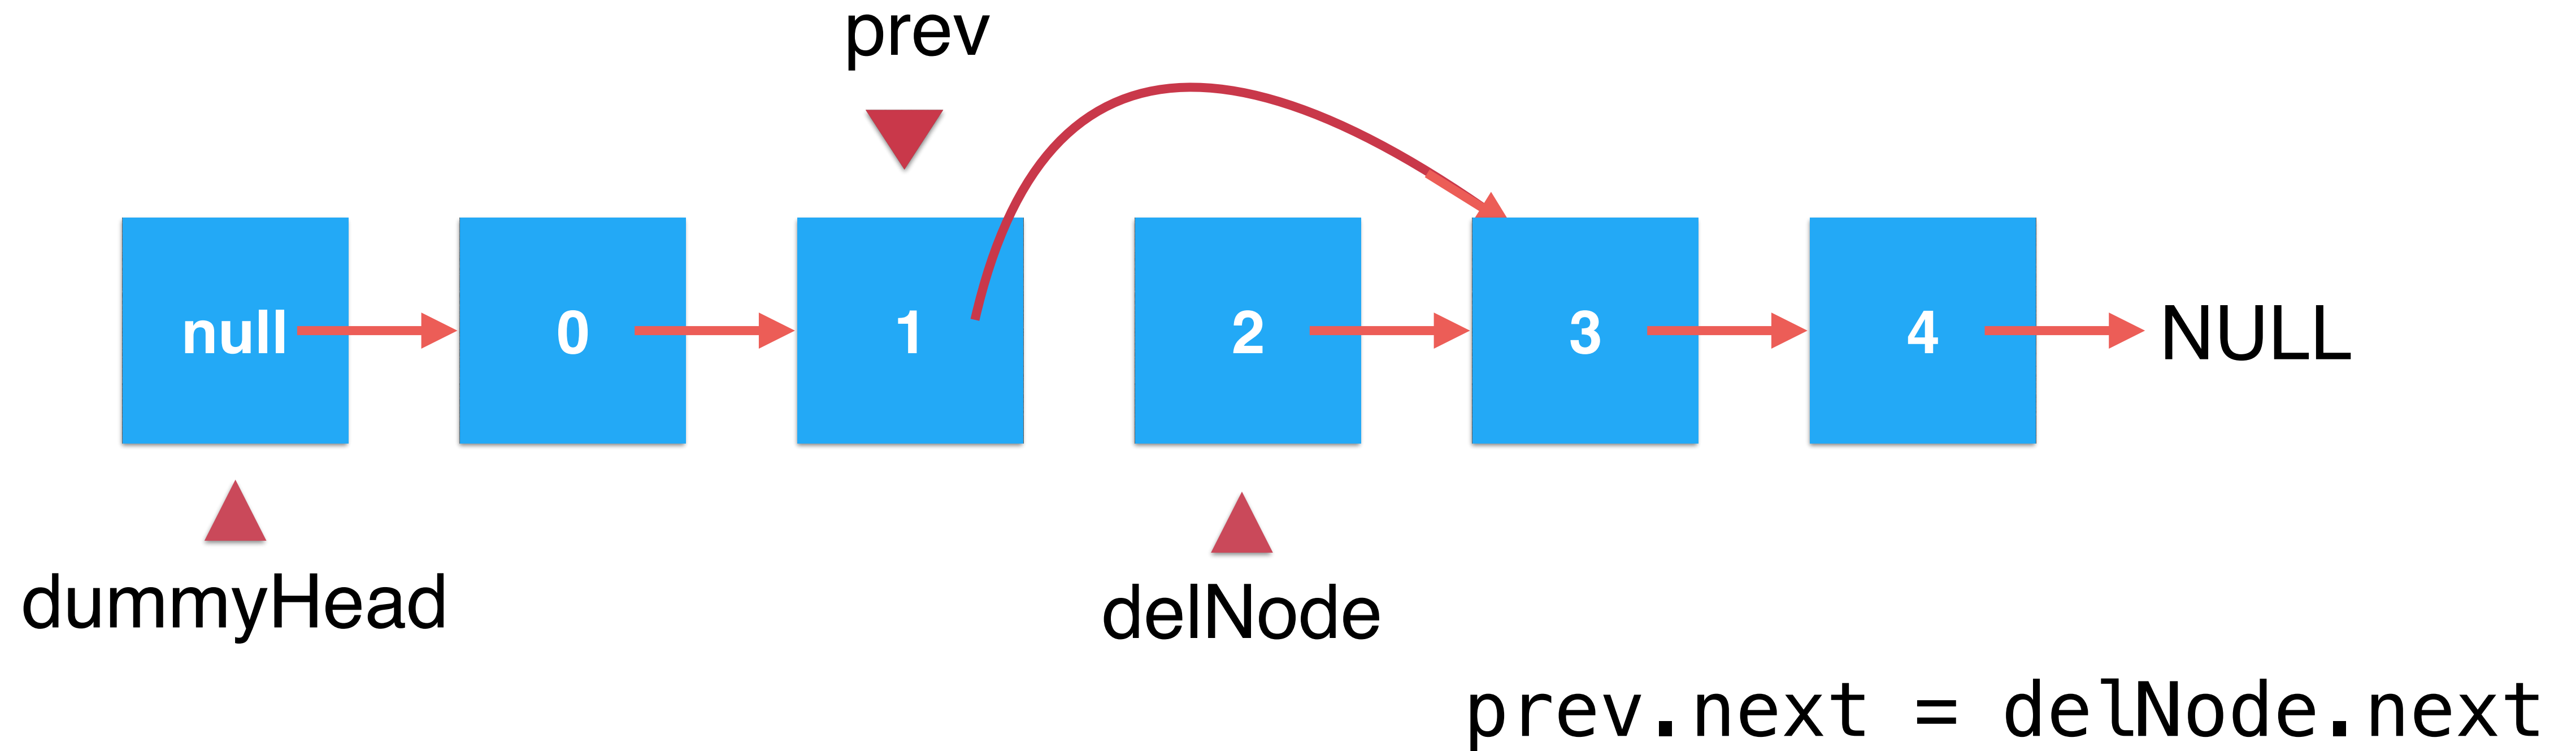 prev
null 0 1 2 3 4 NULL
dummyHead
delNode
prev.next = delNode.next